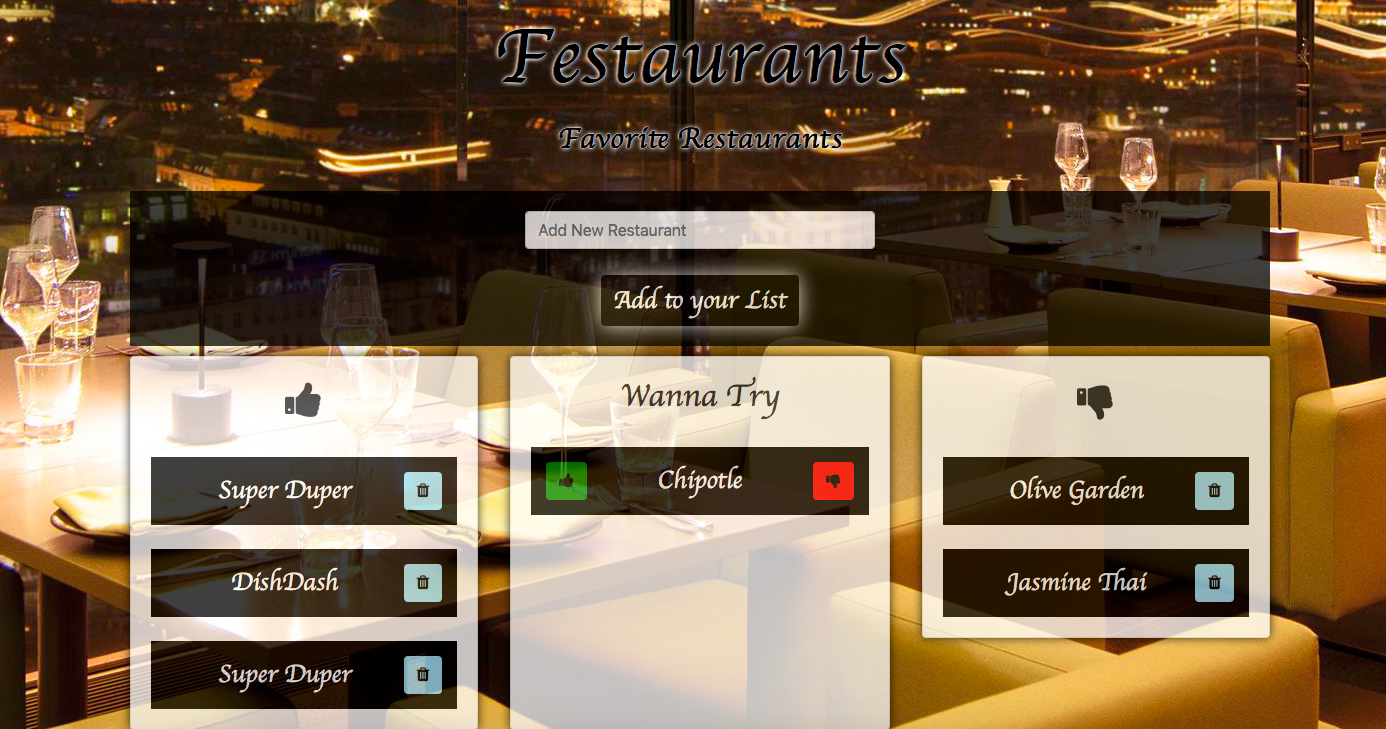 Festaurants
Favorite Restaurants
Add New Restaurant
Add to your List
Super Duper
DishDash
Super Duper
Wanna Try
Chipotle
Olive Garden
Jasmine Thai